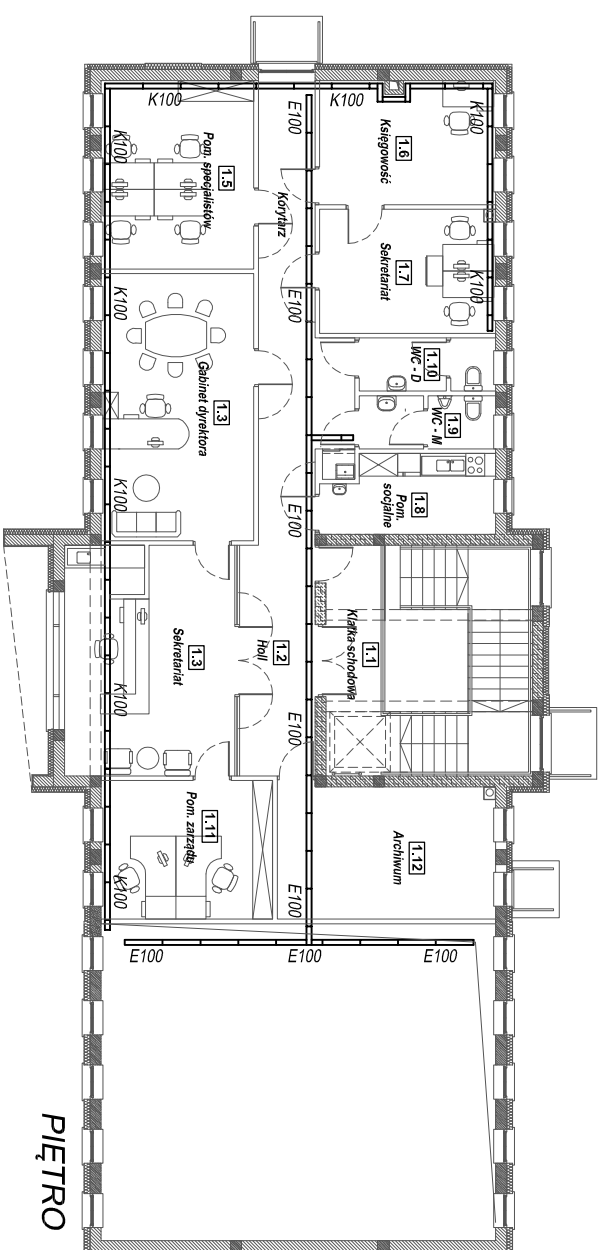 K100
E100
K100
K100
K100
1.5
Pom. specjalistów
Korytarz
1.6
Księgowość
1.7
Sekretariat
K100
K100
E100
1.3
Gabinet dyrektora
1.10
WC - D
1.9
WC - M
1.8
Pom.
socjalne
K100
E100
1.3
Sekretariat
1.2
Holl
1.1
Klatka schodowa
K100
E100
1.11
Pom. zarządu
1.12
Archiwum
K100
E100
E100
E100
E100
PIĘTRO